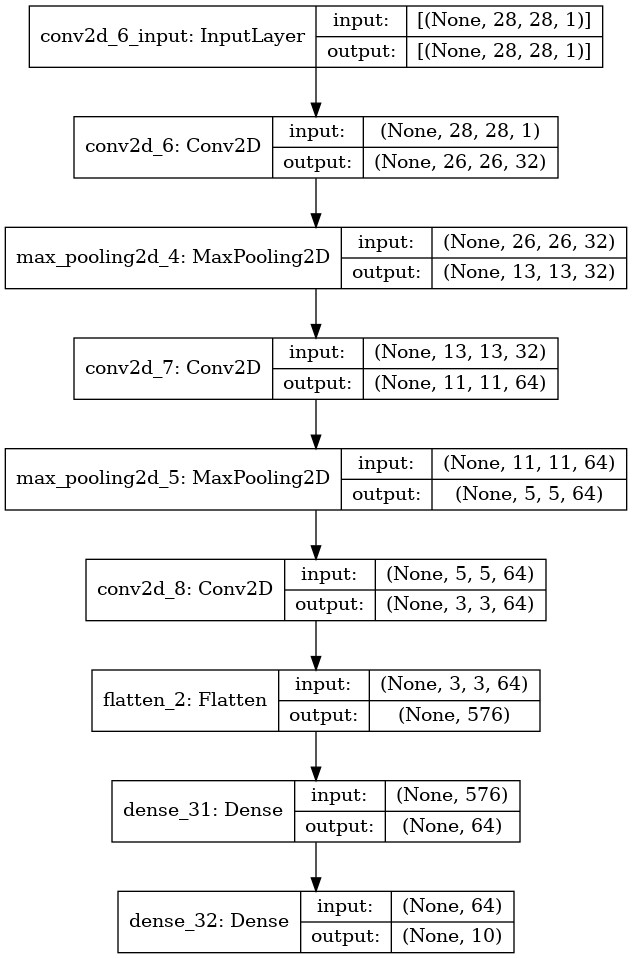 conv2d_6_input: InputLayer
input: [(None, 28, 28, 1)]
output: [(None, 28, 28, 1)]
conv2d_6: Conv2D
input: (None, 28, 28, 1)
output: (None, 26, 26, 32)
max_pooling2d_4: MaxPooling2D
input: (None, 26, 26, 32)
output: (None, 13, 13, 32)
conv2d_7: Conv2D
input: (None, 13, 13, 32)
output: (None, 11, 11, 64)
max_pooling2d_5: MaxPooling2D
input: (None, 11, 11, 64)
output: (None, 5, 5, 64)
conv2d_8: Conv2D
input: (None, 5, 5, 64)
output: (None, 3, 3, 64)
flatten_2: Flatten
input: (None, 3, 3, 64)
output: (None, 576)
dense_31: Dense
input: (None, 576)
output: (None, 64)
dense_32: Dense
input: (None, 64)
output: (None, 10)